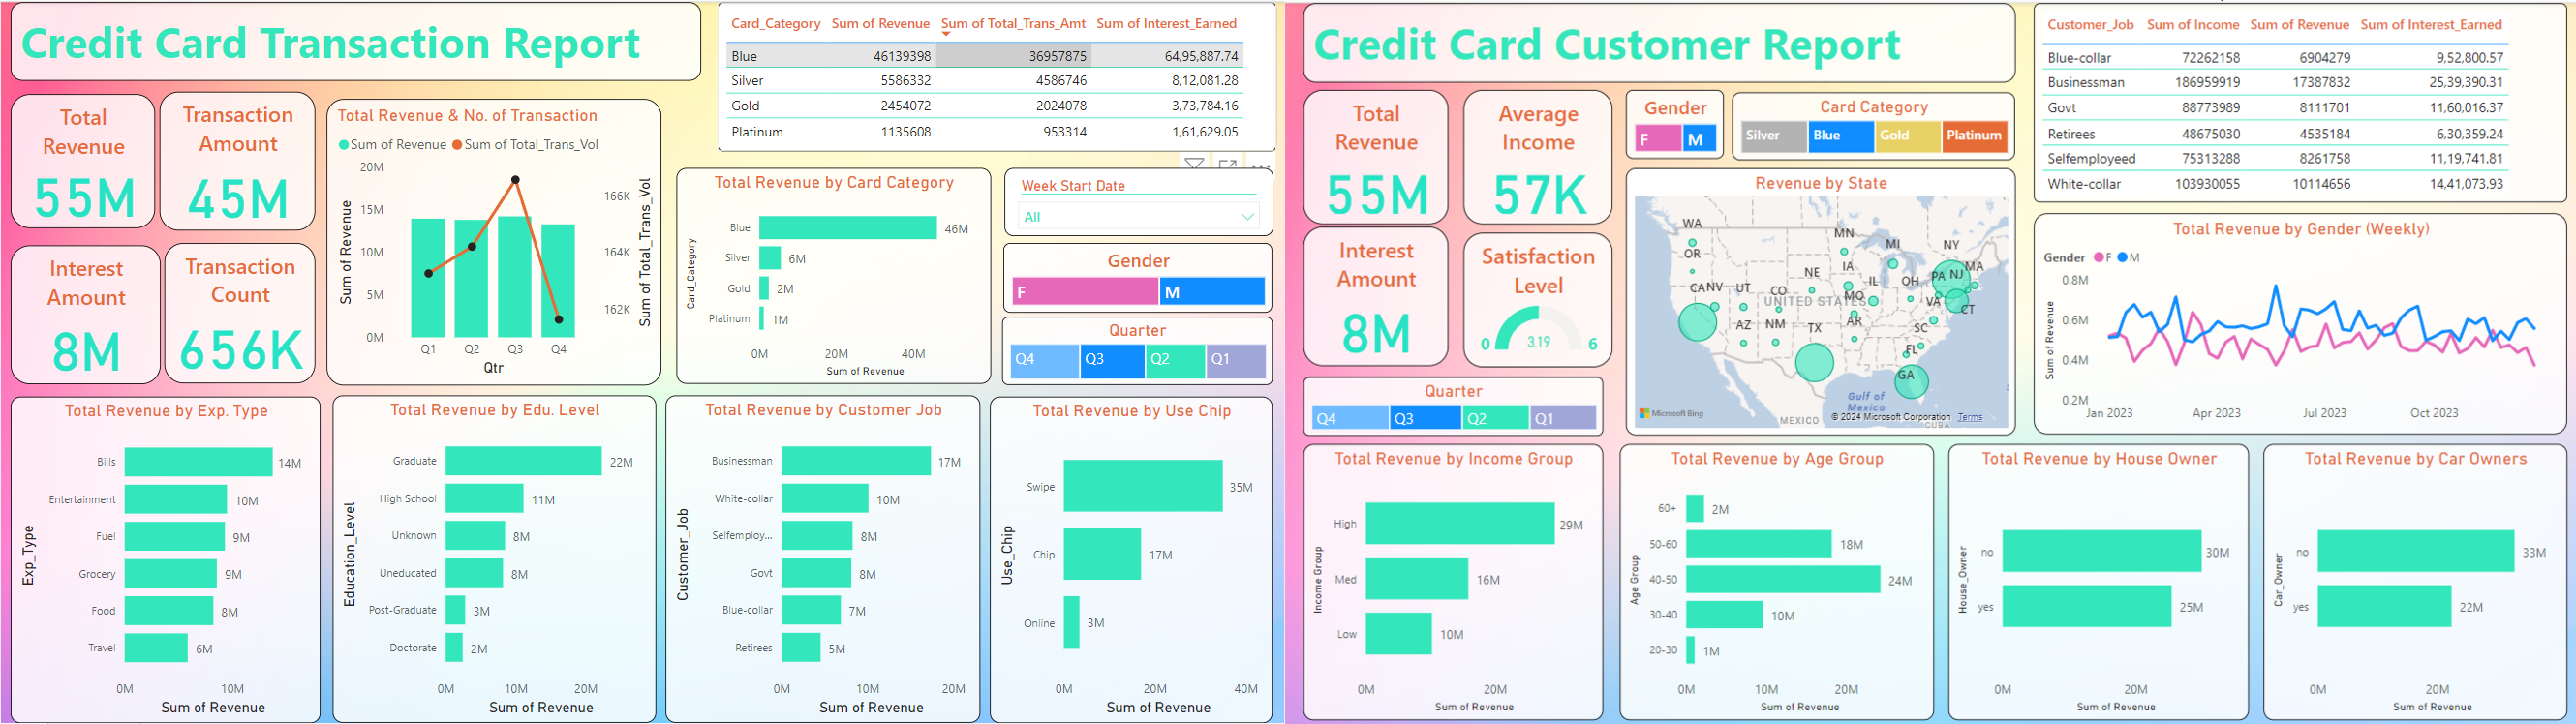 Credit Card Transaction Report
Card_Category Sum of Revenue Sum of Total_Trans_Amt Sum of Interest_Earned
Blue 46139398 36957875 64,95,887.74
Silver 5586332 4586746 8,12,081.28
Gold 2454072 2024078 3,73,784.16
Platinum 1135608 953314 1,61,629.05
Total
Revenue
55M
Transaction
Amount
45M
Interest
Amount
8M
Transaction
Count
656K
Total Revenue & No. of Transaction
Sum of Revenue Sum of Total_Trans_Vol
Sum of Revenue
20M
15M
10M
5M
0M
166K
164K
162K
Sum of Total_Trans_Vol
Q1 Q2 Q3 Q4
Qtr
Total Revenue by Card Category
Card_Category
Blue 46M
Silver 6M
Gold 2M
Platinum 1M
0M 20M 40M
Sum of Revenue
Week Start Date
All
Gender
F M
Quarter
Q4 Q3 Q2 Q1
Total Revenue by Exp. Type
Exp_Type
Bills 14M
Entertainment 10M
Fuel 9M
Grocery 9M
Food 8M
Travel 6M
0M 10M
Sum of Revenue
Total Revenue by Edu. Level
Education_Level
Graduate 22M
High School 11M
Unknown 8M
Uneducated 8M
Post-Graduate 3M
Doctorate 2M
0M 10M 20M
Sum of Revenue
Total Revenue by Customer Job
Customer_Job
Businessman 17M
White-collar 10M
Selfemploy... 8M
Govt 8M
Blue-collar 7M
Retirees 5M
0M 10M 20M
Sum of Revenue
Total Revenue by Use Chip
Use_Chip
Swipe 35M
Chip 17M
Online 3M
0M 20M 40M
Sum of Revenue
Credit Card Customer Report
Customer_Job Sum of Income Sum of Revenue Sum of Interest_Earned
Blue-collar 72262158 6904279 9,52,800.57
Businessman 186959919 17387832 25,39,390.31
Govt 88773989 8111701 11,60,016.37
Retirees 48675030 4535184 6,30,359.24
Selfemployeed 75313288 8261758 11,19,741.81
White-collar 103930055 10114656 14,41,073.93
Total
Revenue
55M
Average
Income
57K
Interest
Amount
8M
Satisfaction
Level
0 3.19 6
Gender
F M
Card Category
Silver Blue Gold Platinum
Quarter
Q4 Q3 Q2 Q1
Revenue by State
WA
MN
MI
NY
OR
IA
MA
NE
IL
OH
PA NJ
CA NV UT CO
UNITED STATES
MO
VA
CT
AZ NM TX AR
SC
FL
GA
Gulf of
Mexico
MEXICO
CUBA
Microsoft Bing
© 2024 Microsoft Corporation Terms
Total Revenue by Gender (Weekly)
Gender F M
Sum of Revenue
0.8M
0.6M
0.4M
0.2M
Jan 2023 Apr 2023 Jul 2023 Oct 2023
Total Revenue by Income Group
Income Group
High 29M
Med 16M
Low 10M
0M 20M
Sum of Revenue
Total Revenue by Age Group
Age Group
60+ 2M
50-60 18M
40-50 24M
30-40 10M
20-30 1M
0M 10M 20M
Sum of Revenue
Total Revenue by House Owner
House_Owner
no 30M
yes 25M
0M 20M
Sum of Revenue
Total Revenue by Car Owners
Car_Owner
no 33M
yes 22M
0M 20M
Sum of Revenue